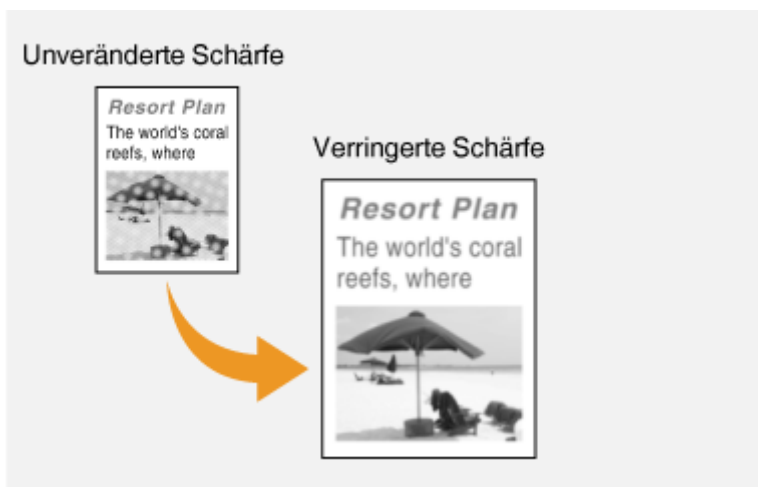 Unveränderte Schärfe
Resort Plan
The world's coral
reefs, where
Verringerte Schärfe
Resort Plan
The world's coral
reefs, where